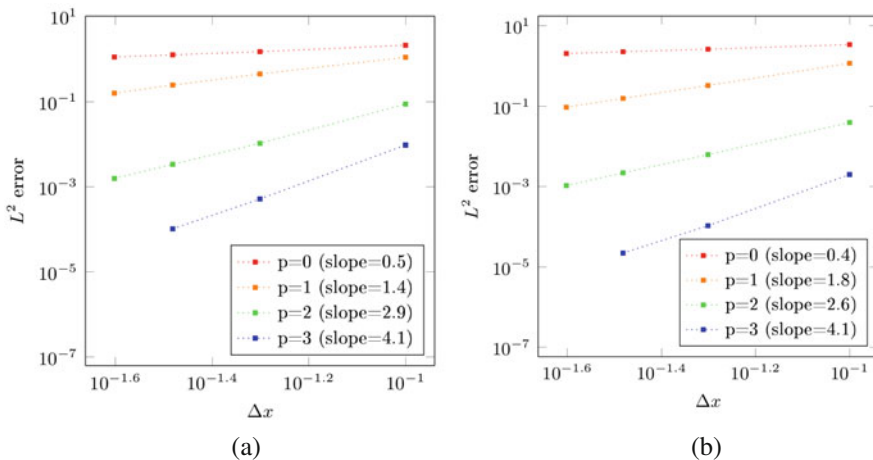 10^1
10^−1
10^−3
10^−5
10^−7
L^2 error
p=0 (slope=0.5)
p=1 (slope=1.4)
p=2 (slope=2.9)
p=3 (slope=4.1)
10^−1.6
10^−1.4
10^−1.2
10^−1
Δx
(a)
10^1
10^−1
10^−3
10^−5
10^−7
L^2 error
p=0 (slope=0.4)
p=1 (slope=1.8)
p=2 (slope=2.6)
p=3 (slope=4.1)
10^−1.6
10^−1.4
10^−1.2
10^−1
Δx
(b)